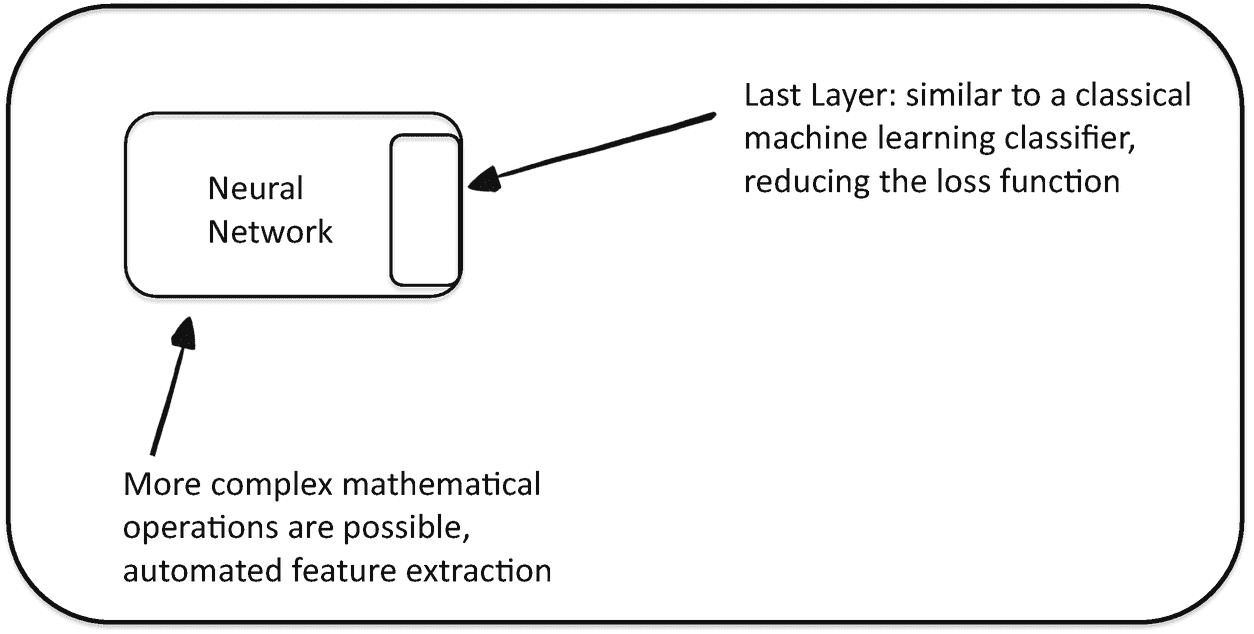 Last Layer: similar to a classical
machine learning classifier,
reducing the loss function
Neural
Network
More complex mathematical
operations are possible,
automated feature extraction